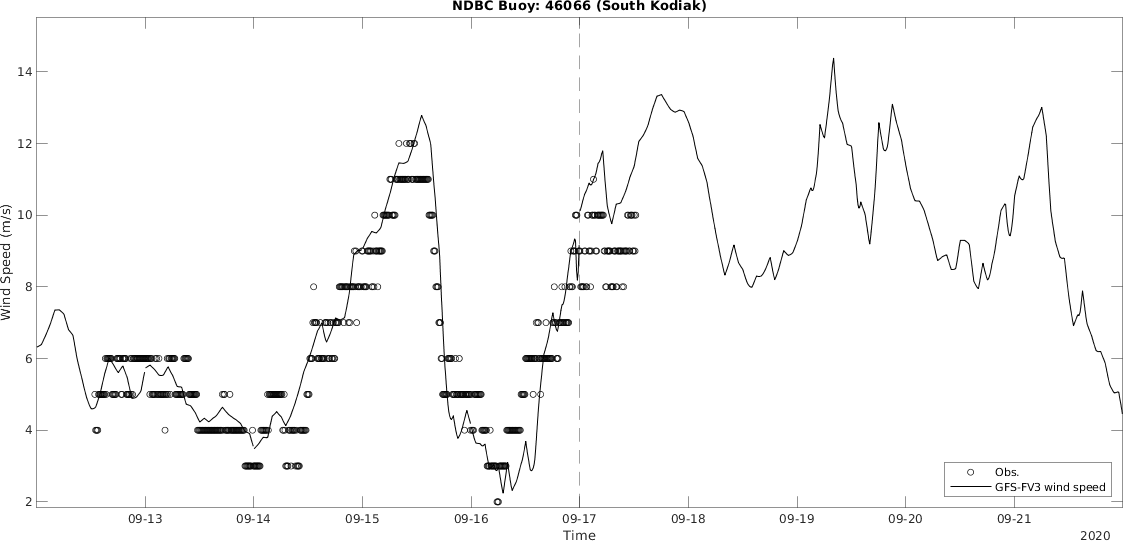 NDBC Buoy: 46066 (South Kodiak)
Wind Speed (m/s)
14
12
10
8
6
4
2
Obs.
GFS-FV3 wind speed
09-13 09-14 09-15 09-16 09-17 09-18 09-19 09-20 09-21
Time
2020